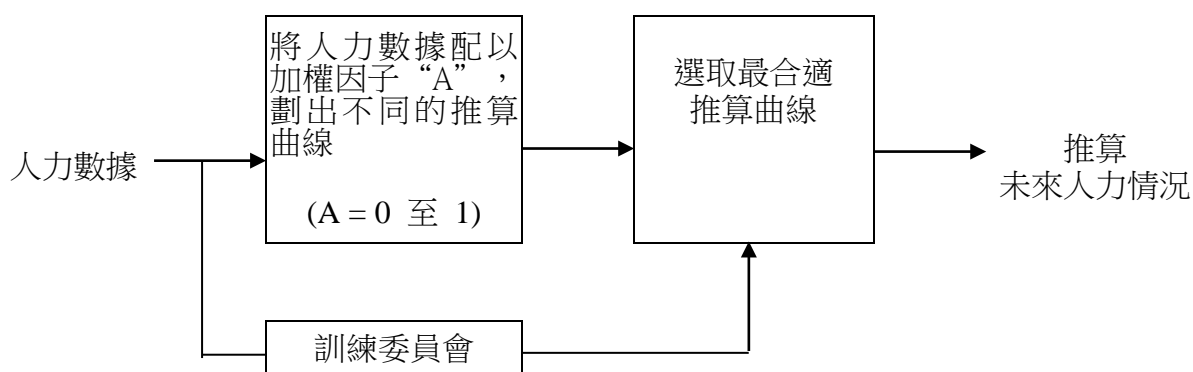 將人力數據配以
加權因子“A”，
劃出不同的推算
曲線
(A = 0 至 1)
選取最合適
推算曲線
人力數據
推算
未來人力情況
訓練委員會